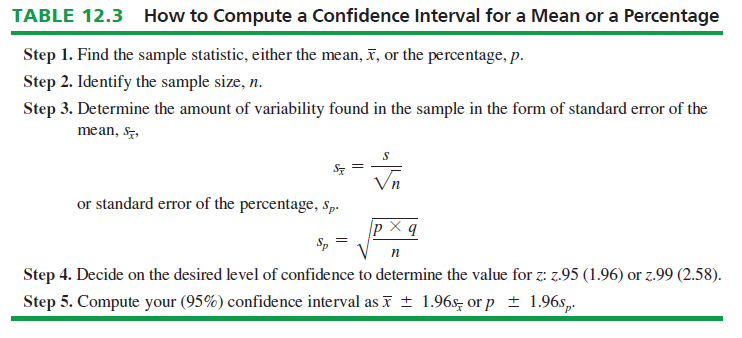 TABLE 12.3 How to Compute a Confidence Interval for a Mean or a Percentage
Step 1. Find the sample statistic, either the mean, x̅, or the percentage, p.
Step 2. Identify the sample size, n.
Step 3. Determine the amount of variability found in the sample in the form of standard error of the
mean, sx̅,
sx̅ = s / √n
or standard error of the percentage, sp.
sp = √(p × q / n)
Step 4. Decide on the desired level of confidence to determine the value for z: z.95 (1.96) or z.99 (2.58).
Step 5. Compute your (95%) confidence interval as x̅ ± 1.96sx̅ or p ± 1.96sp.